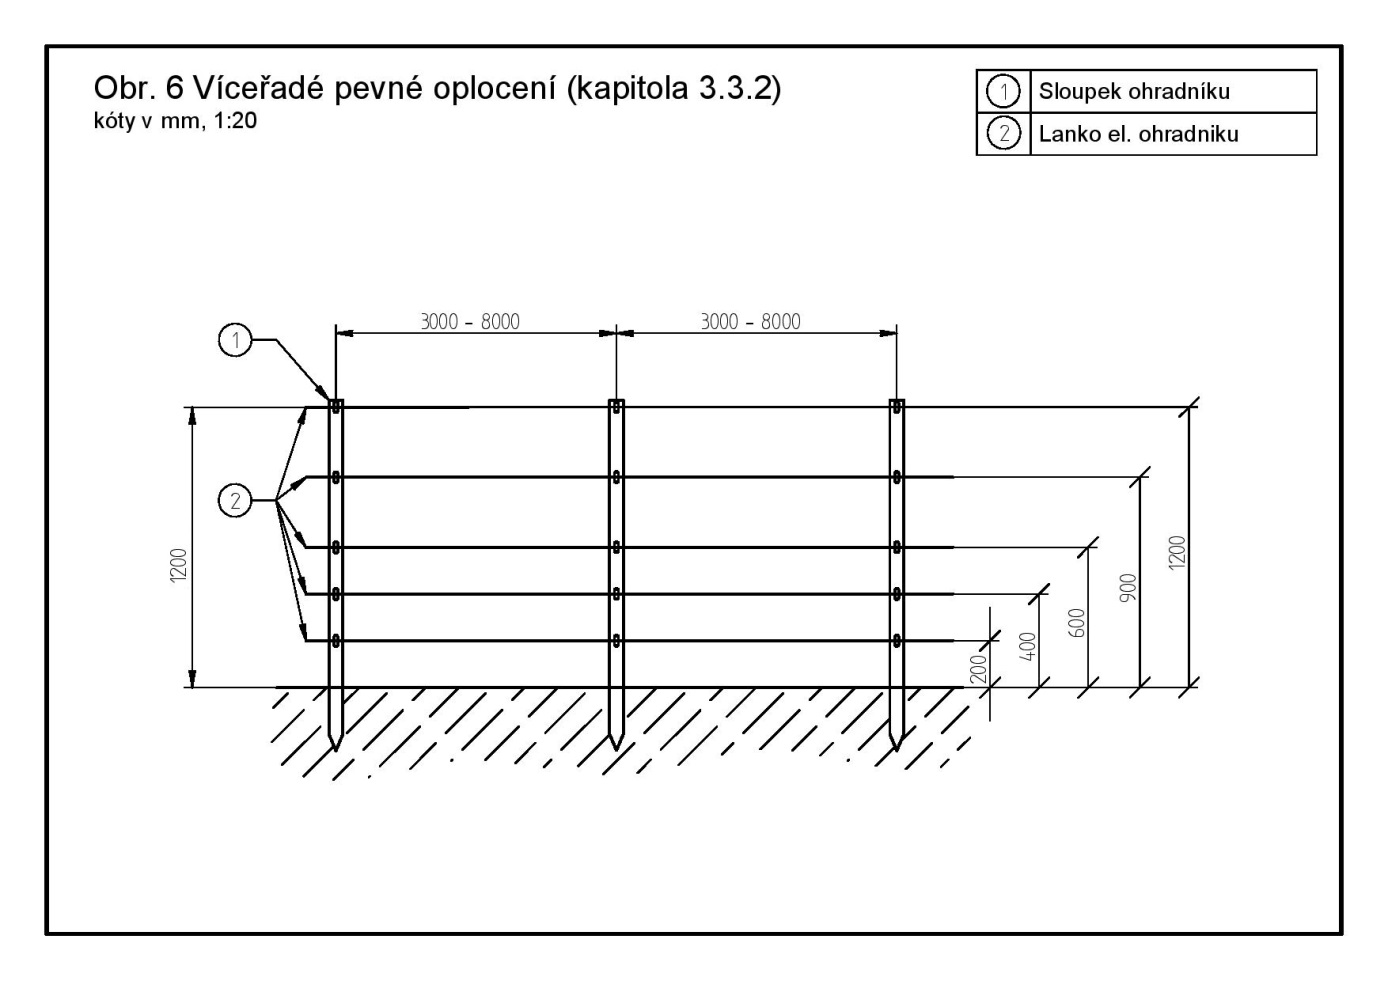 Obr. 6 Víceřadé pevné oplocení (kapitola 3.3.2)
kóty v mm, 1:20
1 Sloupek ohradníku
2 Lanko el. ohradniku
3000 - 8000
3000 - 8000
1
2
1200
200
400
600
900
1200